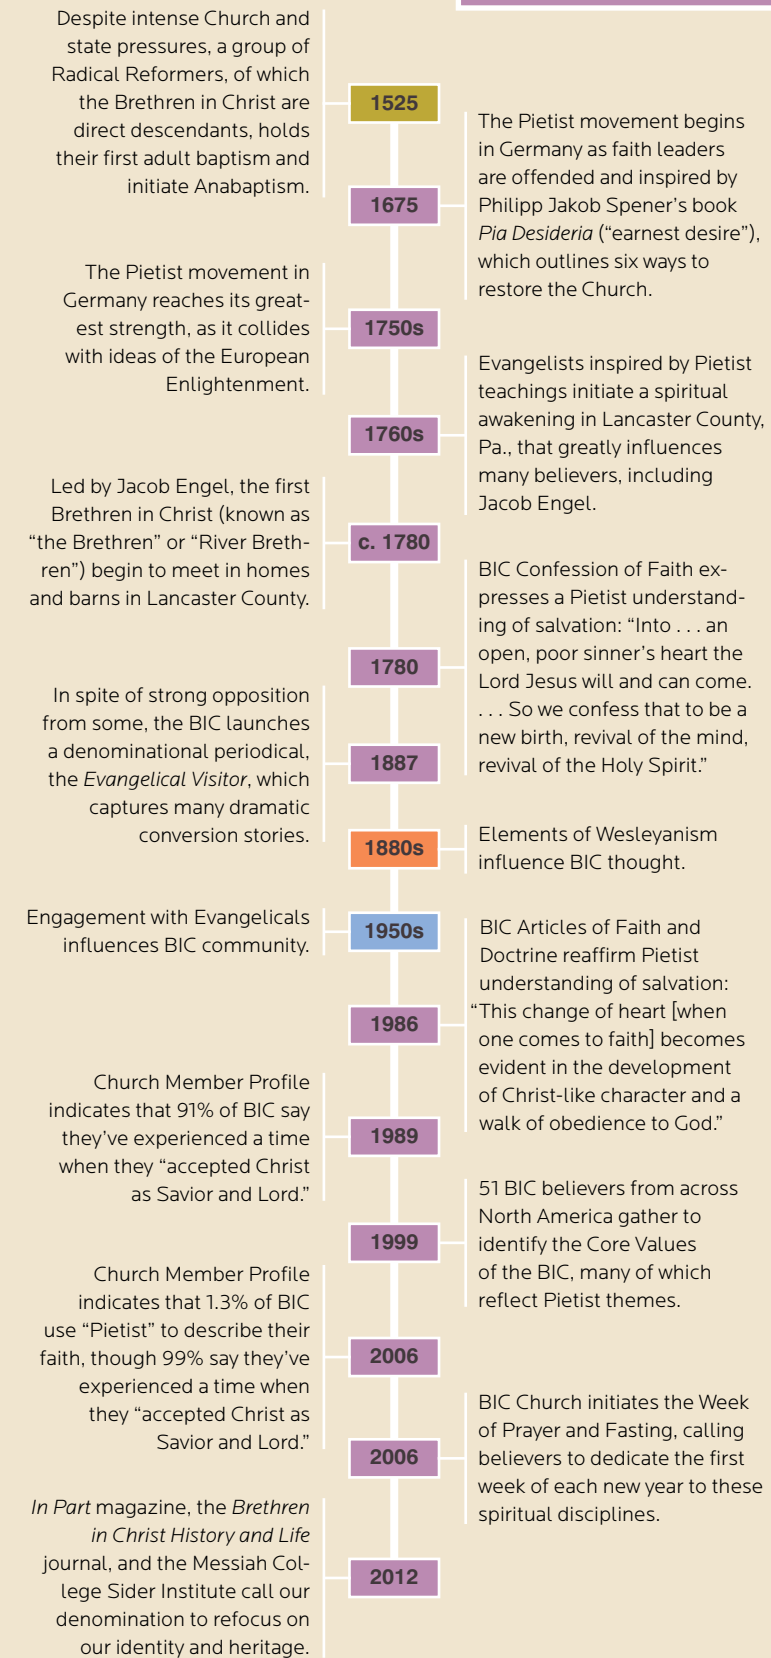 Despite intense Church and
state pressures, a group of
Radical Reformers, of which
the Brethren in Christ are
direct descendants, holds
their first adult baptism and
initiate Anabaptism.
1525
1675
The Pietist movement begins
in Germany as faith leaders
are offended and inspired by
Philipp Jakob Spener’s book
Pia Desideria (“earnest desire”),
which outlines six ways to
restore the Church.
The Pietist movement in
Germany reaches its great-
est strength, as it collides
with ideas of the European
Enlightenment.
1750s
1760s
Evangelists inspired by Pietist
teachings initiate a spiritual
awakening in Lancaster County,
Pa., that greatly influences
many believers, including
Jacob Engel.
Led by Jacob Engel, the first
Brethren in Christ (known as
“the Brethren” or “River Breth-
ren”) begin to meet in homes
and barns in Lancaster County.
c. 1780
1780
BIC Confession of Faith ex-
presses a Pietist understand-
ing of salvation: “Into . . . an
open, poor sinner’s heart the
Lord Jesus will and can come.
. . . So we confess that to be a
new birth, revival of the mind,
revival of the Holy Spirit.”
In spite of strong opposition
from some, the BIC launches
a denominational periodical,
the Evangelical Visitor, which
captures many dramatic
conversion stories.
1887
1880s
Elements of Wesleyanism
influence BIC thought.
Engagement with Evangelicals
influences BIC community.
1950s
1986
BIC Articles of Faith and
Doctrine reaffirm Pietist
understanding of salvation:
“This change of heart [when
one comes to faith] becomes
evident in the development
of Christ-like character and a
walk of obedience to God.”
Church Member Profile
indicates that 91% of BIC say
they’ve experienced a time
when they “accepted Christ
as Savior and Lord.”
1989
1999
51 BIC believers from across
North America gather to
identify the Core Values
of the BIC, many of which
reflect Pietist themes.
Church Member Profile
indicates that 1.3% of BIC
use “Pietist” to describe their
faith, though 99% say they’ve
experienced a time when
they “accepted Christ as
Savior and Lord.”
2006
2006
BIC Church initiates the Week
of Prayer and Fasting, calling
believers to dedicate the first
week of each new year to these
spiritual disciplines.
In Part magazine, the Brethren
in Christ History and Life
journal, and the Messiah Col-
lege Sider Institute call our
denomination to refocus on
our identity and heritage.
2012